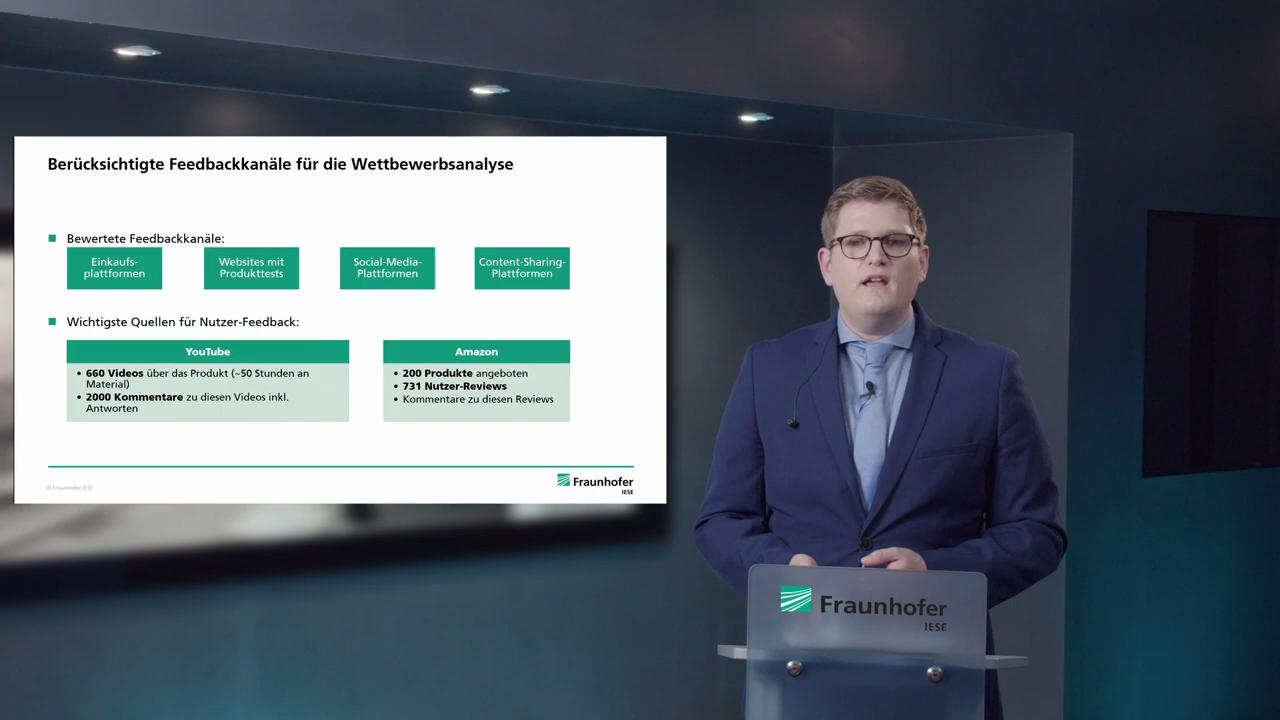 Berücksichtigte Feedbackkanäle für die Wettbewerbsanalyse
Bewertete Feedbackkanäle:
Einkaufs-
plattformen
Websites mit
Produkttests
Social-Media-
Plattformen
Content-Sharing-
Plattformen
Wichtigste Quellen für Nutzer-Feedback:
YouTube
• 660 Videos über das Produkt (~50 Stunden an
Material)
• 2000 Kommentare zu diesen Videos inkl.
Antworten
Amazon
• 200 Produkte angeboten
• 731 Nutzer-Reviews
• Kommentare zu diesen Reviews
© Fraunhofer IESE
Fraunhofer
IESE
Fraunhofer
IESE